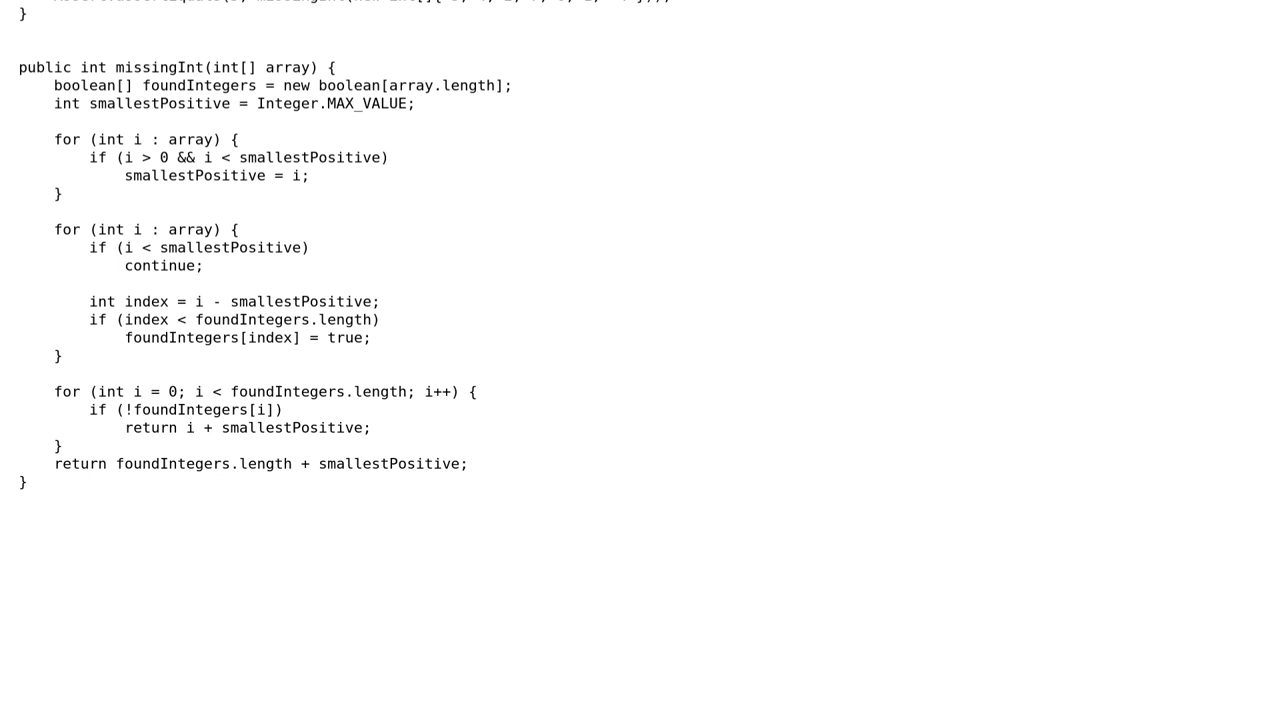 }
public int missingInt(int[] array) {
    boolean[] foundIntegers = new boolean[array.length];
    int smallestPositive = Integer.MAX_VALUE;
    for (int i : array) {
        if (i > 0 && i < smallestPositive)
            smallestPositive = i;
    }
    for (int i : array) {
        if (i < smallestPositive)
            continue;
        int index = i - smallestPositive;
        if (index < foundIntegers.length)
            foundIntegers[index] = true;
    }
    for (int i = 0; i < foundIntegers.length; i++) {
        if (!foundIntegers[i])
            return i + smallestPositive;
    }
    return foundIntegers.length + smallestPositive;
}